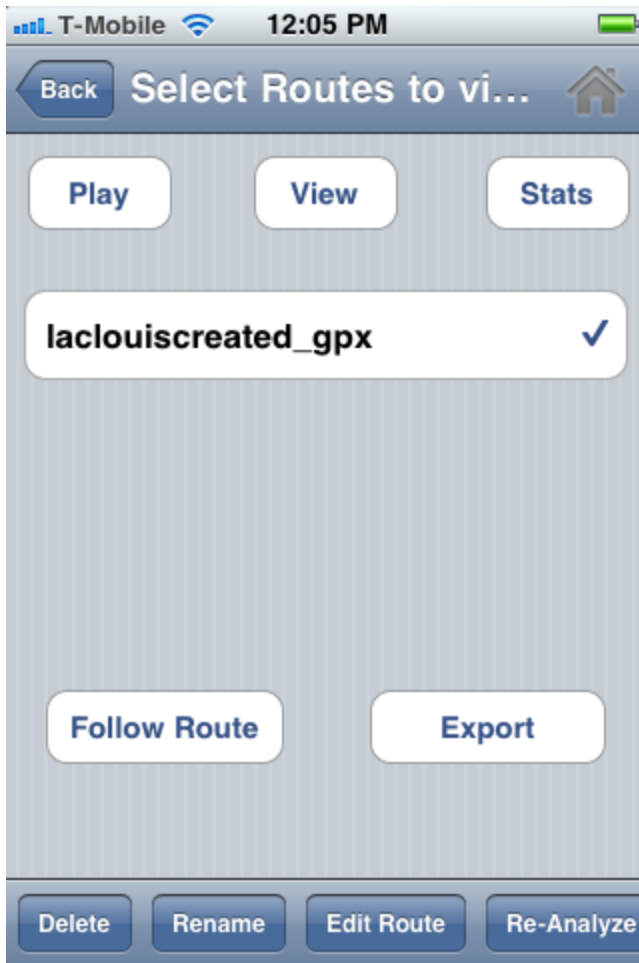 T-Mobile 12:05 PM
Back Select Routes to vi...
Play View Stats
laclouiscreated_gpx
Follow Route Export
Delete Rename Edit Route Re-Analyze